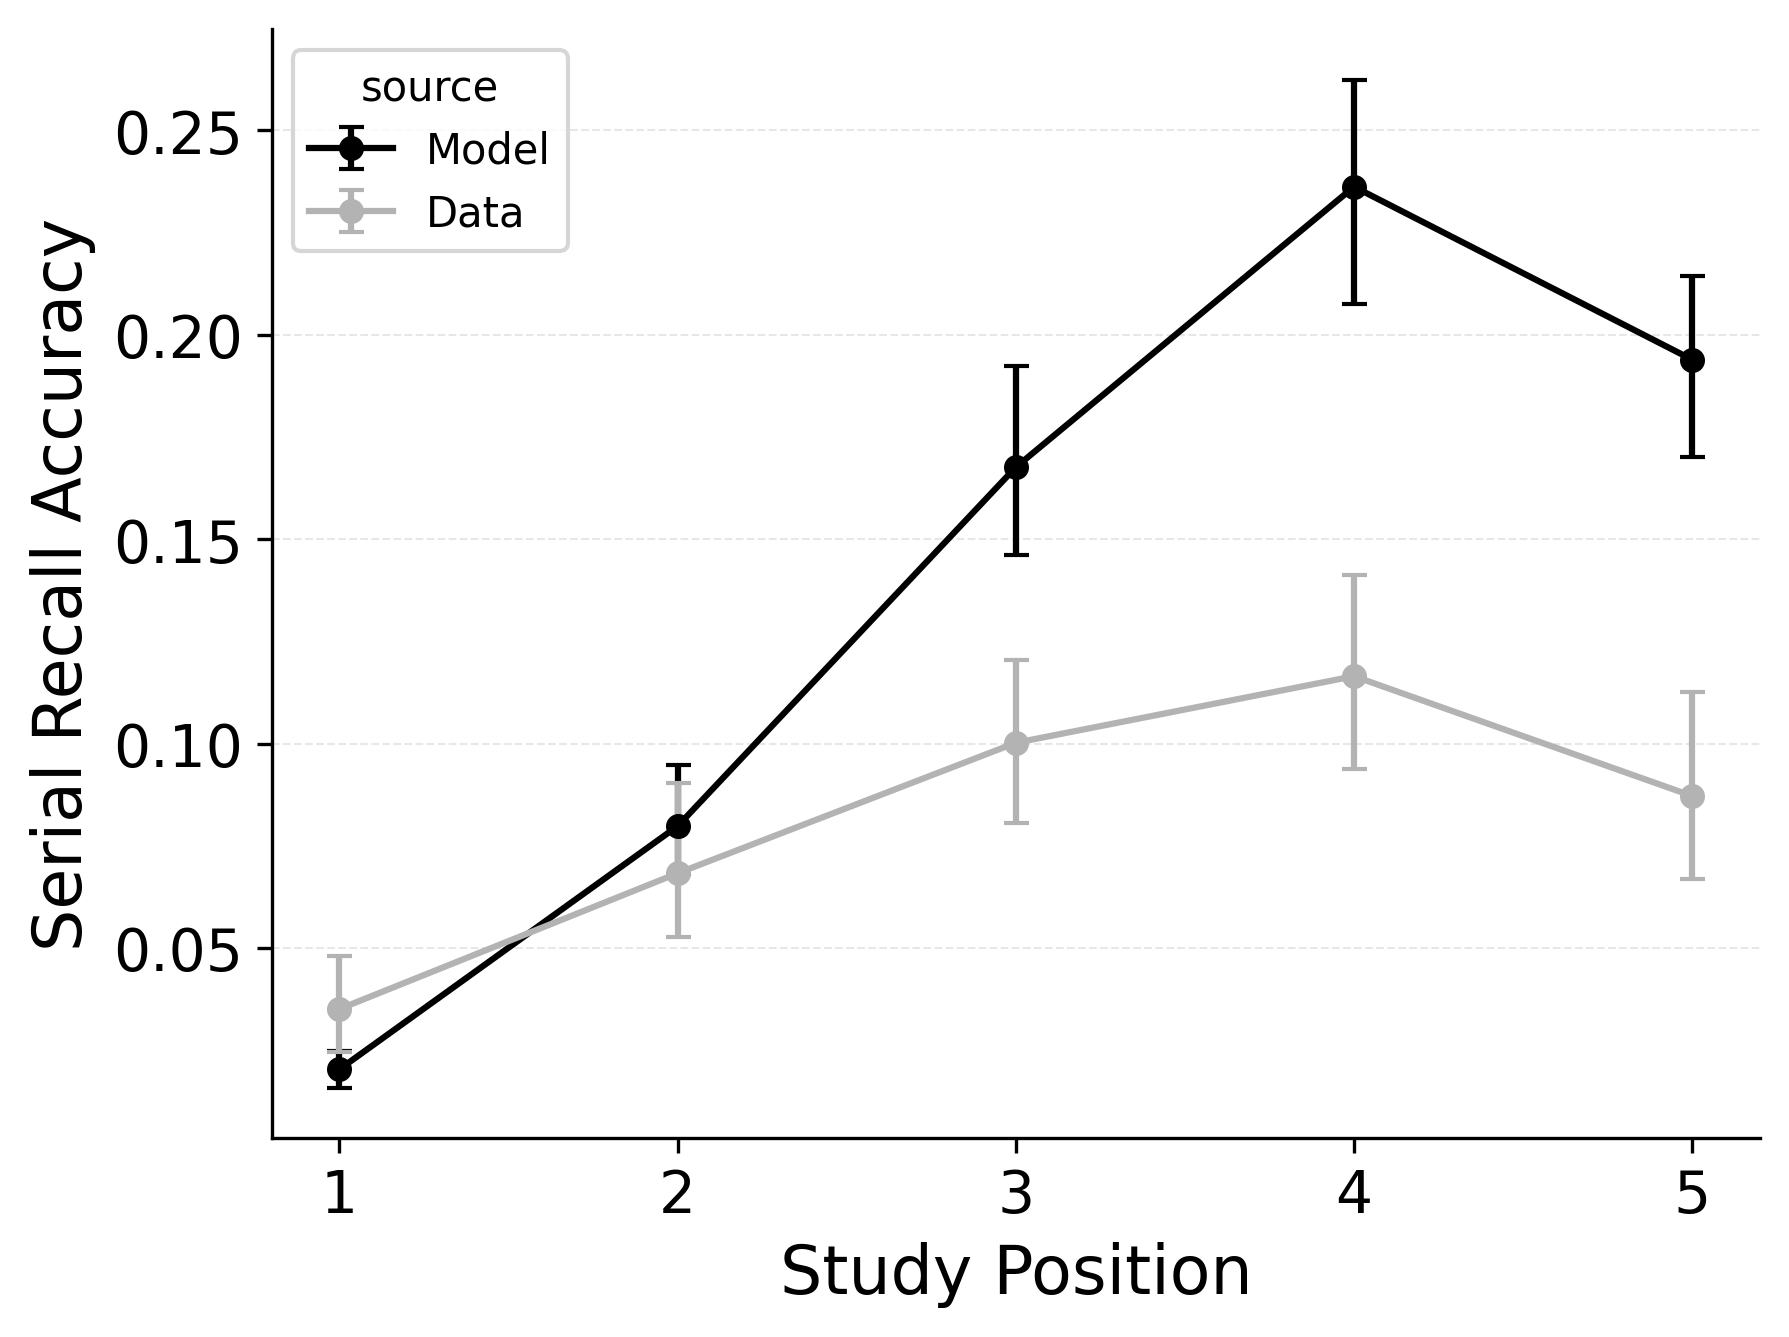 source
Model
Data
Serial Recall Accuracy
0.25
0.20
0.15
0.10
0.05
1 2 3 4 5
Study Position